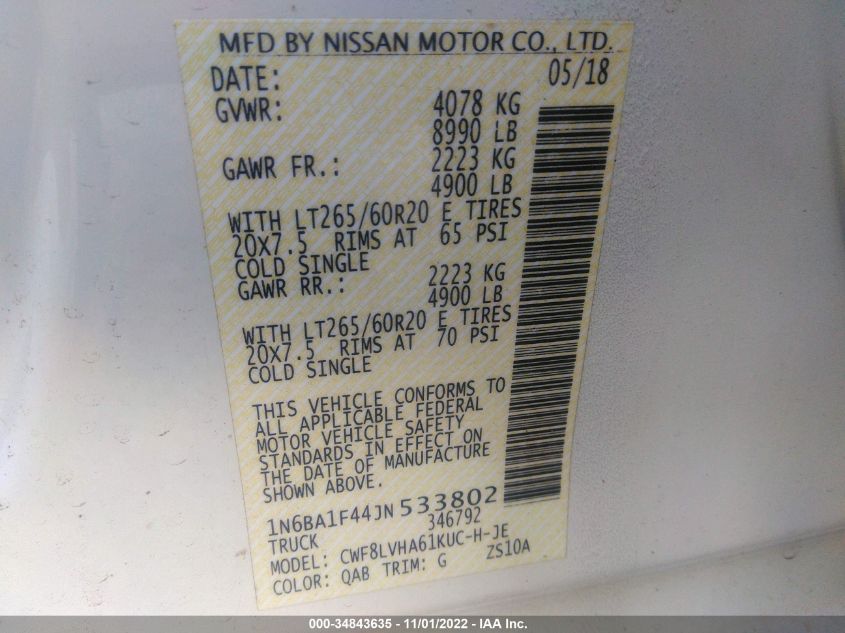 MFD BY NISSAN MOTOR CO., LTD.
DATE: 05/18
GVWR: 4078 KG
8990 LB
GAWR FR.: 2223 KG
4900 LB
WITH LT265/60R20 E TIRES
20X7.5 RIMS AT 65 PSI
COLD SINGLE
GAWR RR.: 2223 KG
4900 LB
WITH LT265/60R20 E TIRES
20X7.5 RIMS AT 70 PSI
COLD SINGLE
THIS VEHICLE CONFORMS TO
ALL APPLICABLE FEDERAL
MOTOR VEHICLE SAFETY
STANDARDS IN EFFECT ON
THE DATE OF MANUFACTURE
SHOWN ABOVE.
1N6BA1F44JN533802
TRUCK 346792
MODEL: CWF8LVHA61KUC-H-JE
COLOR: QAB TRIM: G ZS10A
000-34843635 - 11/01/2022 - IAA Inc.